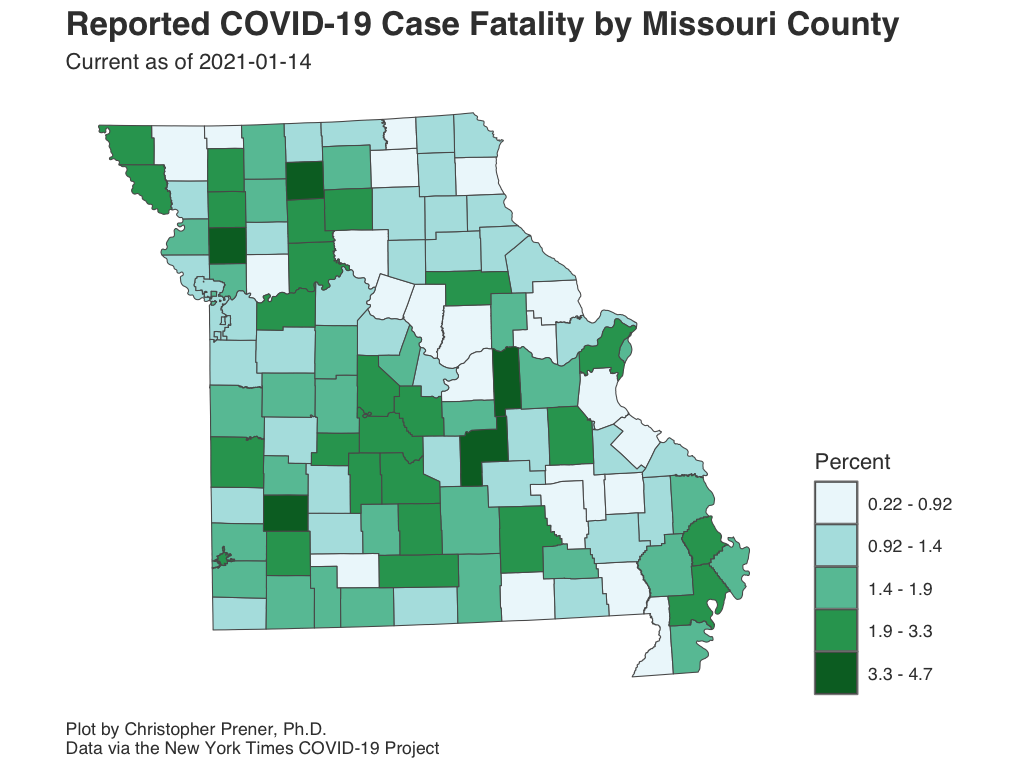 Reported COVID-19 Case Fatality by Missouri County
Current as of 2021-01-14
Percent
0.22 - 0.92
0.92 - 1.4
1.4 - 1.9
1.9 - 3.3
3.3 - 4.7
Plot by Christopher Prener, Ph.D.
Data via the New York Times COVID-19 Project